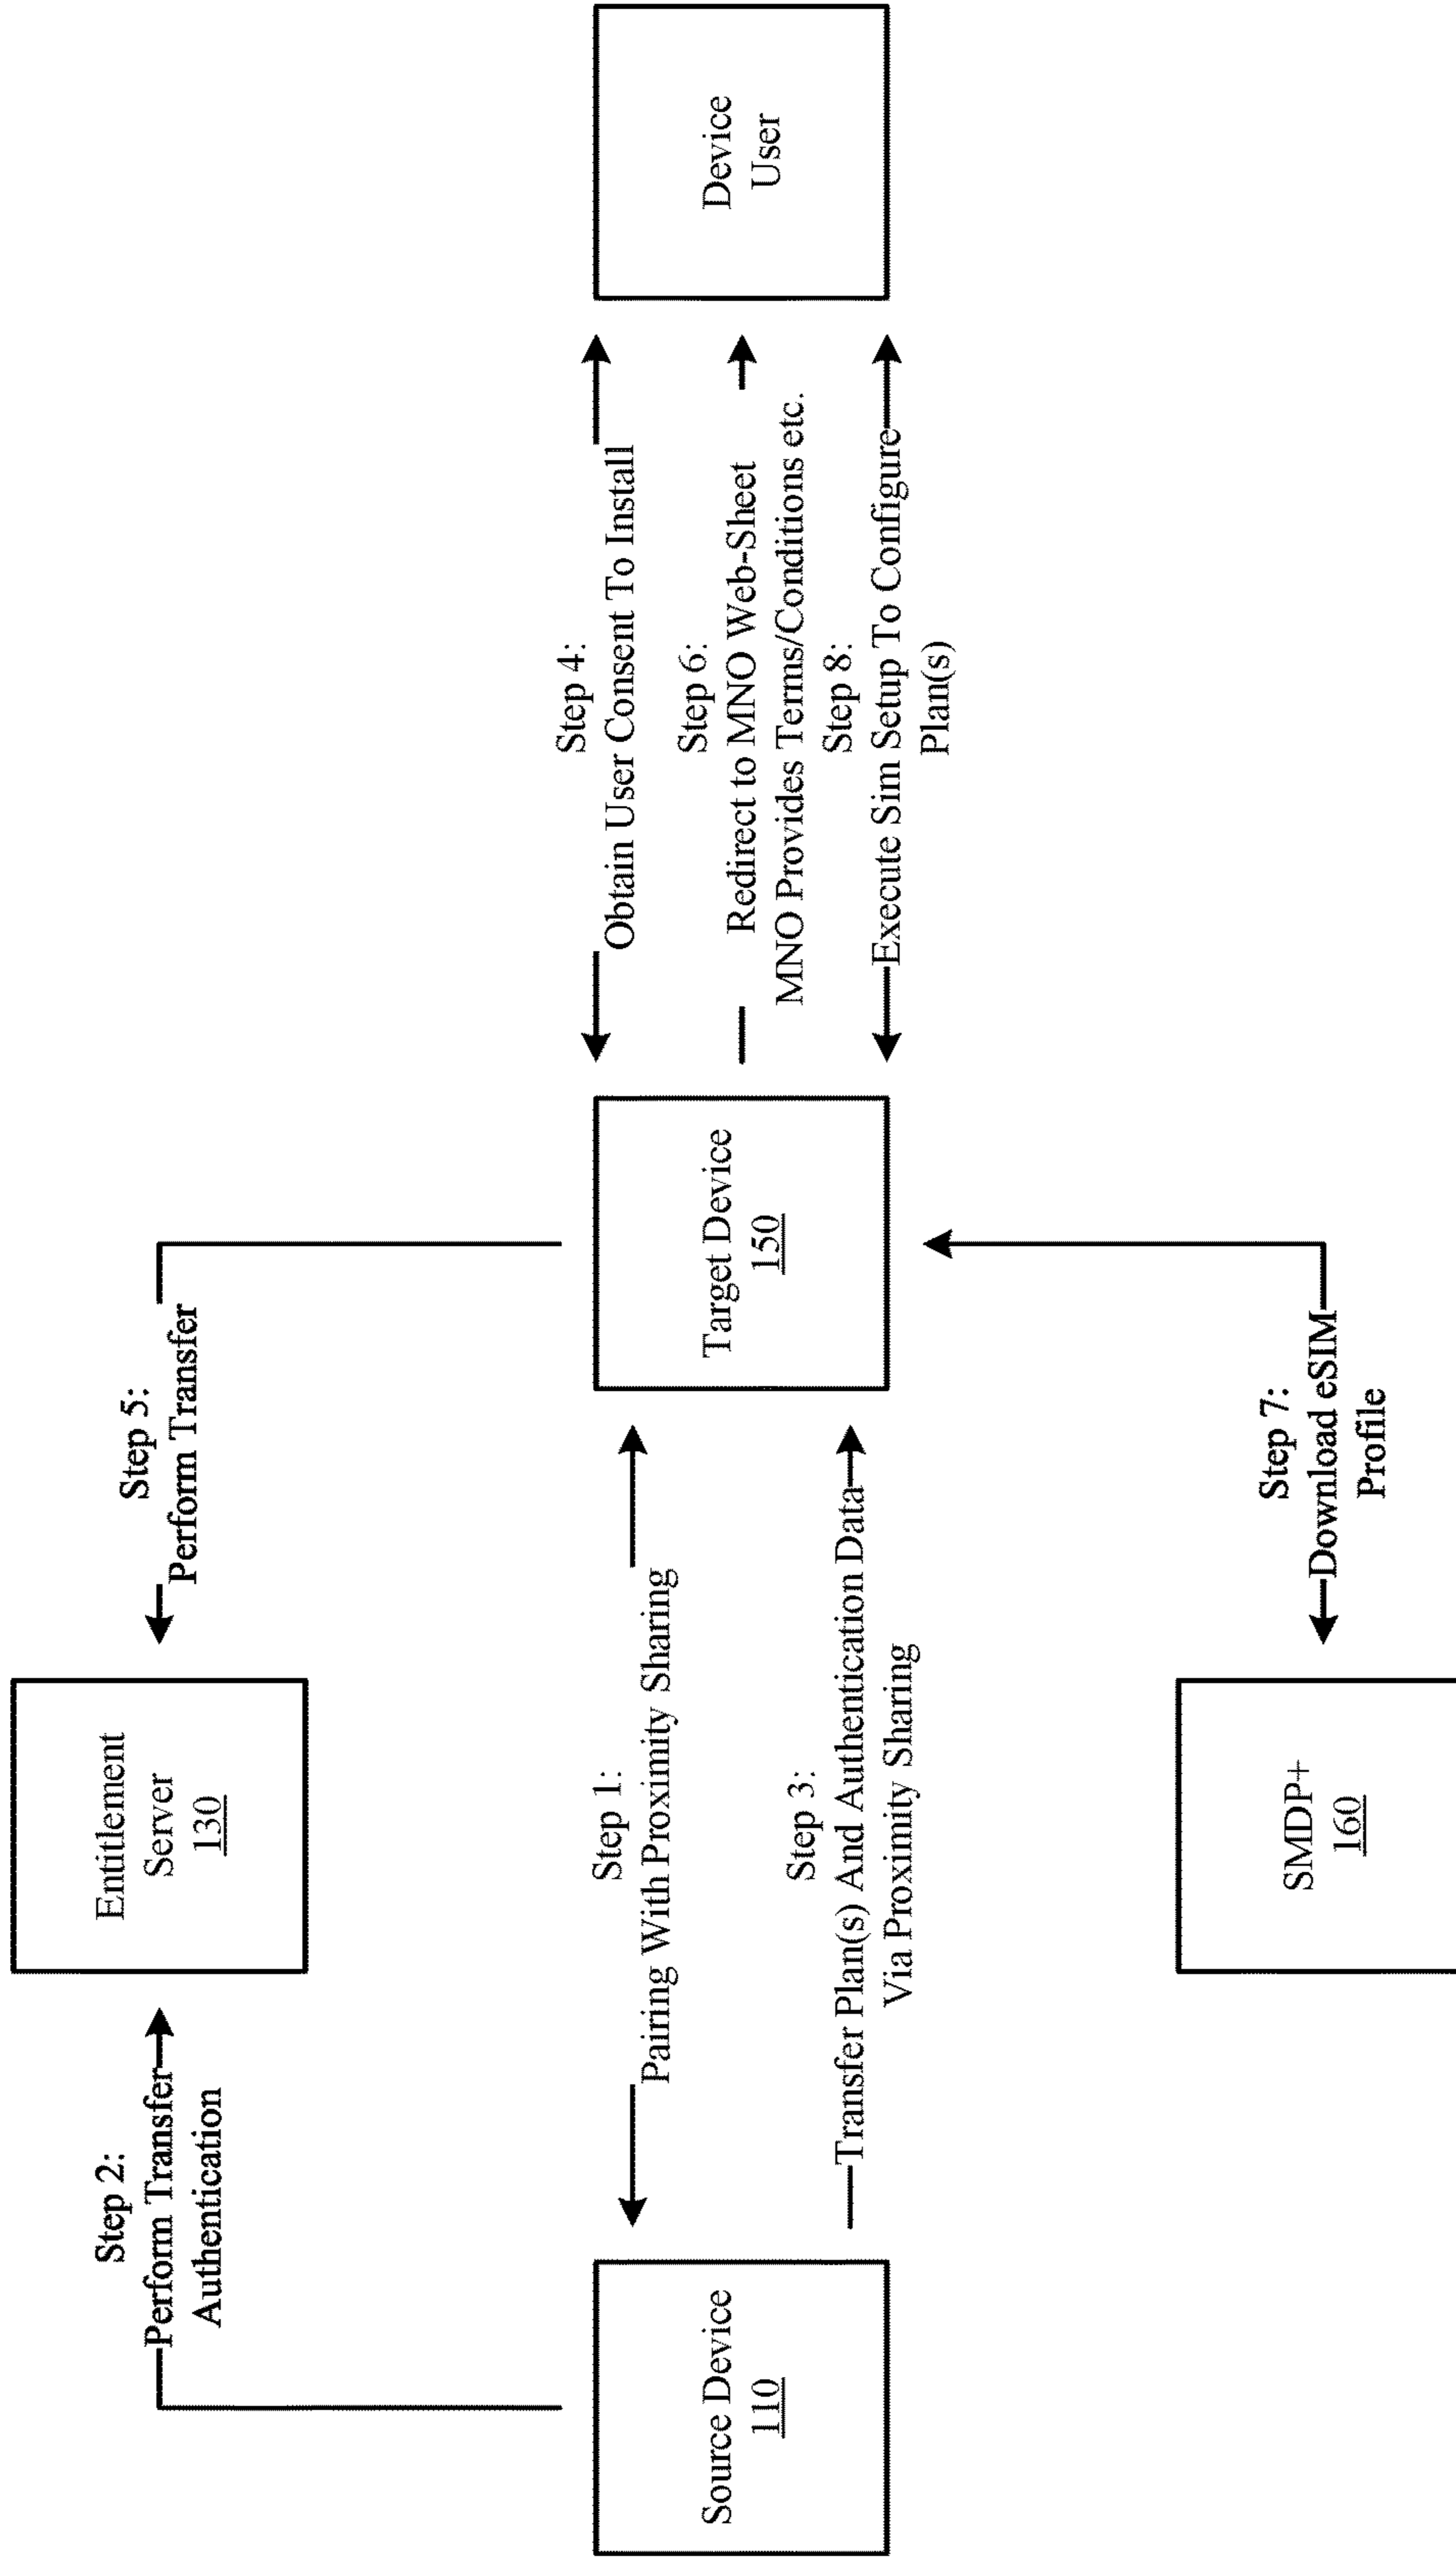 Step 2:
Perform Transfer
Authentication
Entitlement
Server
130
Step 5:
Perform Transfer
Source Device
110
Step 1:
Pairing With Proximity Sharing
Step 3:
Transfer Plan(s) And Authentication Data
Via Proximity Sharing
Target Device
150
Step 4:
Obtain User Consent To Install
Step 6:
Redirect to MNO Web-Sheet
MNO Provides Terms/Conditions etc.
Step 8:
Execute Sim Setup To Configure
Plan(s)
Device
User
SMDP+
160
Step 7:
Download eSIM
Profile